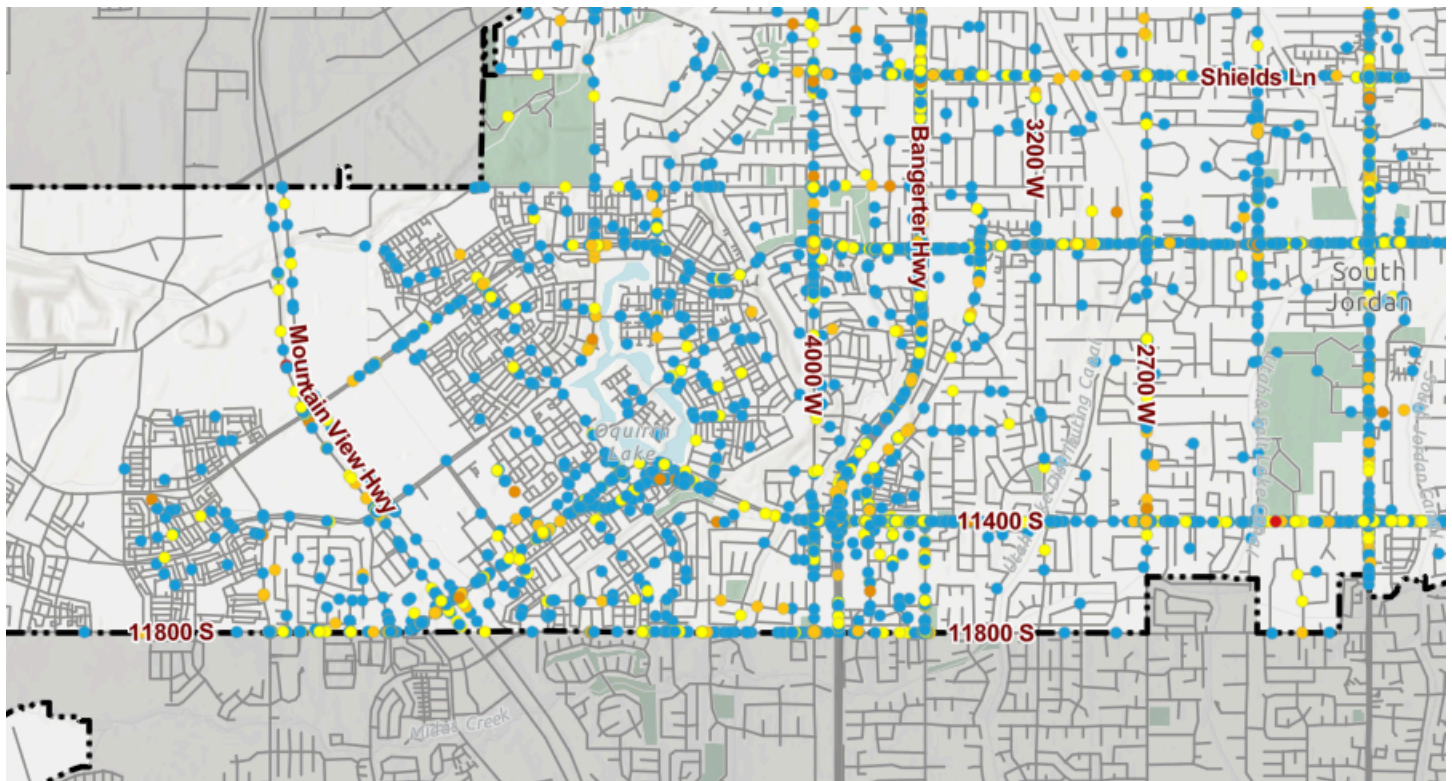 Shields Ln
Bangerter Hwy
3200 W
South
Jordan
Mountain View Hwy
4000 W
2700 W
Oquirrh
Lake
11400 S
11800 S
11800 S
Midas Creek